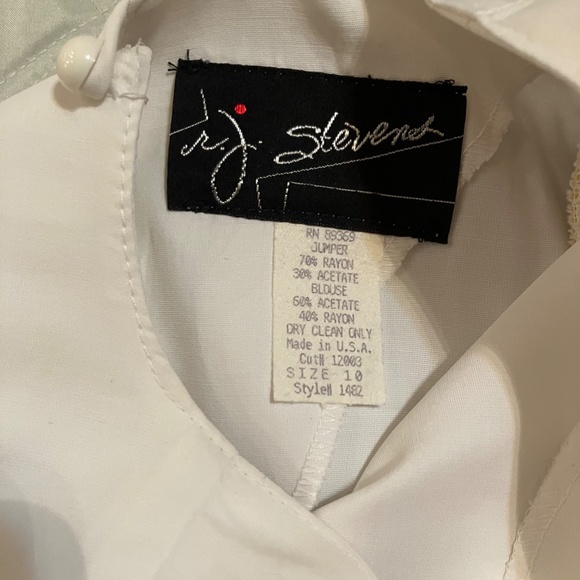 r.j. Stevens
RN 89369
JUMPER
70% RAYON
30% ACETATE
BLOUSE
60% ACETATE
40% RAYON
DRY CLEAN ONLY
Made in U.S.A.
Cut# 12003
SIZE 10
Style# 1482